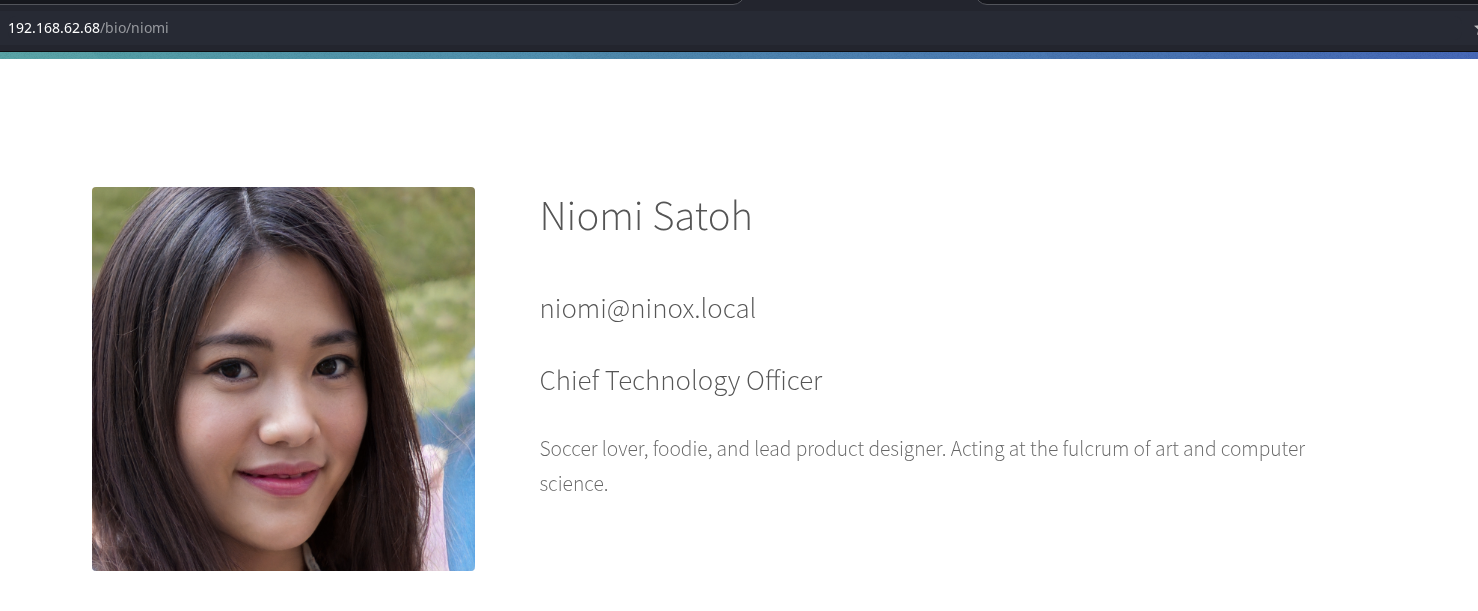 192.168.62.68/bio/niomi
Niomi Satoh
niomi@ninox.local
Chief Technology Officer
Soccer lover, foodie, and lead product designer. Acting at the fulcrum of art and computer
science.